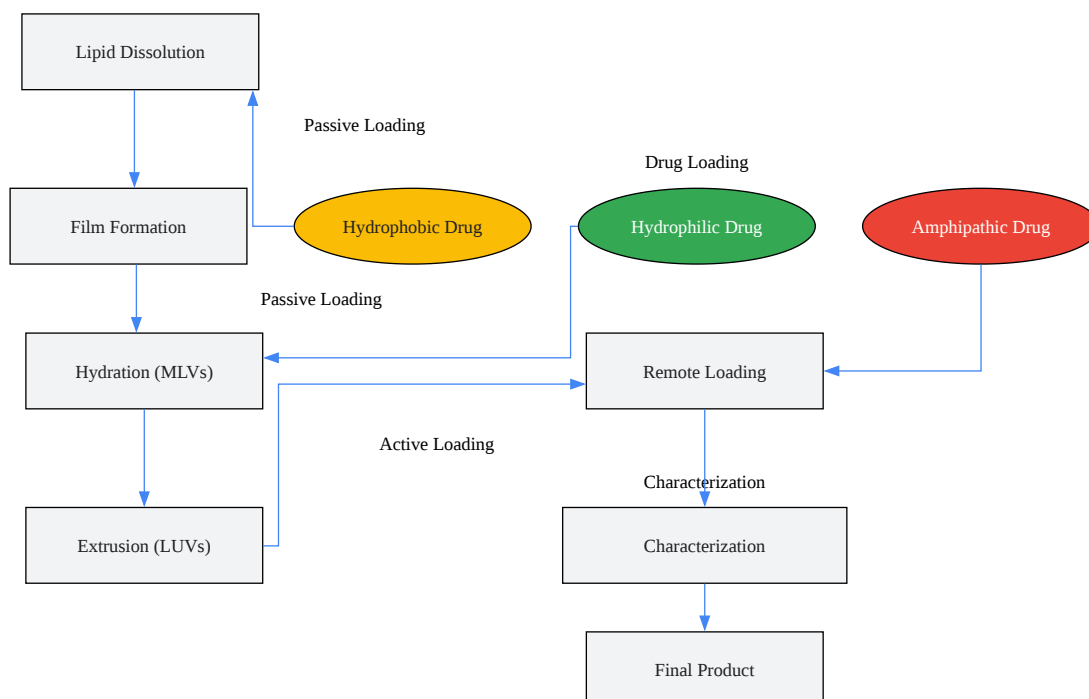 Lipid Dissolution
Passive Loading
Drug Loading
Film Formation
Hydrophobic Drug
Hydrophilic Drug
Amphipathic Drug
Passive Loading
Hydration (MLVs)
Remote Loading
Active Loading
Characterization
Extrusion (LUVs)
Characterization
Final Product